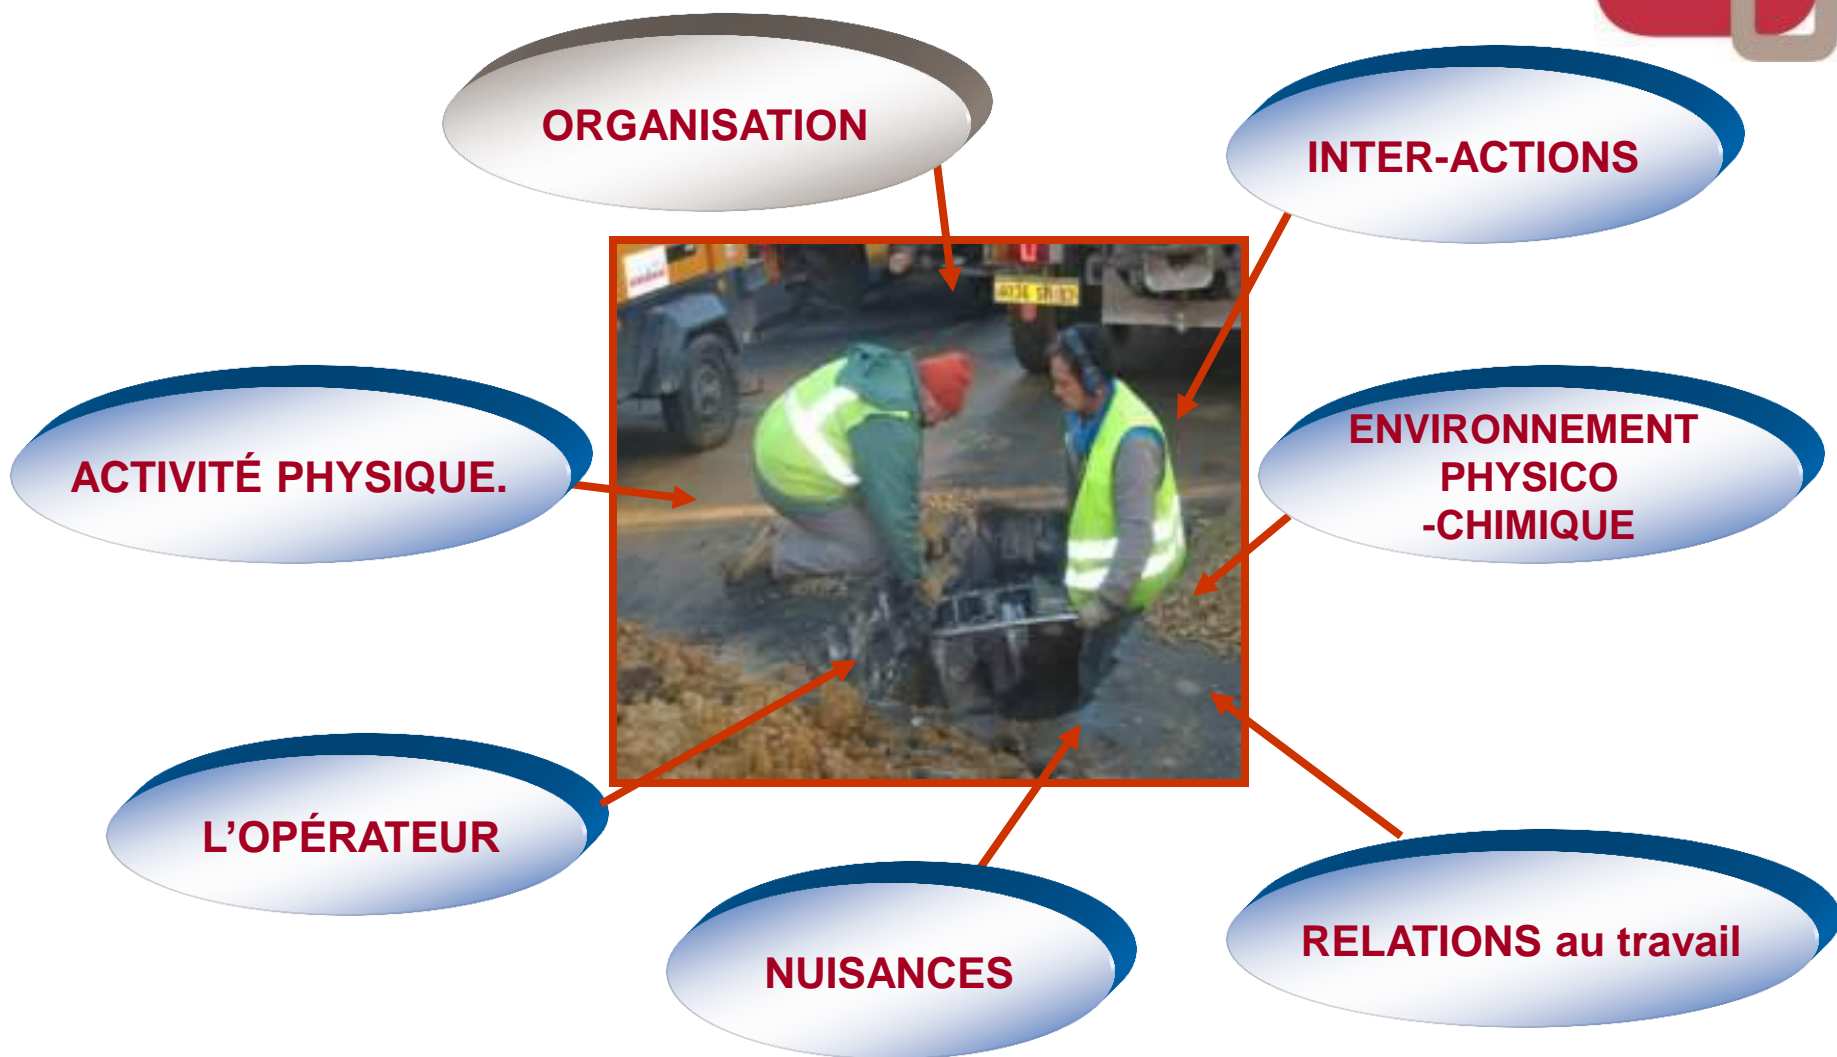 ORGANISATION
INTER-ACTIONS
ACTIVITÉ PHYSIQUE.
ENVIRONNEMENT
PHYSICO
-CHIMIQUE
L’OPÉRATEUR
NUISANCES
RELATIONS au travail